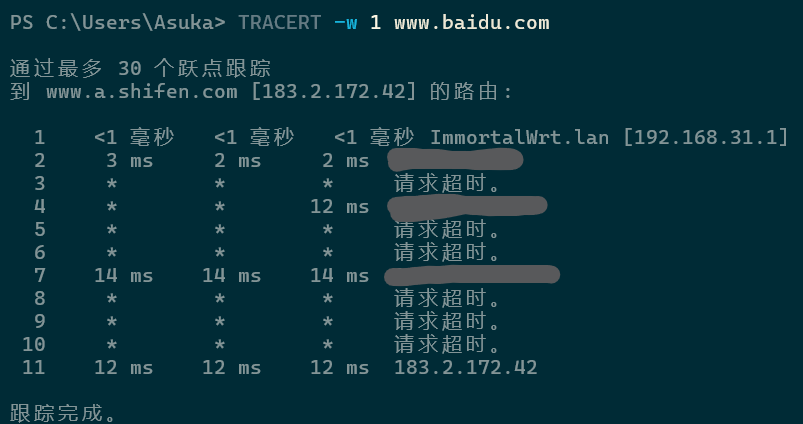 PS C:\Users\Asuka> TRACERT -w 1 www.baidu.com
通过最多 30 个跃点跟踪
到 www.a.shifen.com [183.2.172.42] 的路由:
1 <1 毫秒 <1 毫秒 <1 毫秒 ImmortalWrt.lan [192.168.31.1]
2 3 ms 2 ms 2 ms
3 * * * 请求超时。
4 * * 12 ms
5 * * * 请求超时。
6 * * * 请求超时。
7 14 ms 14 ms 14 ms
8 * * * 请求超时。
9 * * * 请求超时。
10 * * * 请求超时。
11 12 ms 12 ms 12 ms 183.2.172.42
跟踪完成。